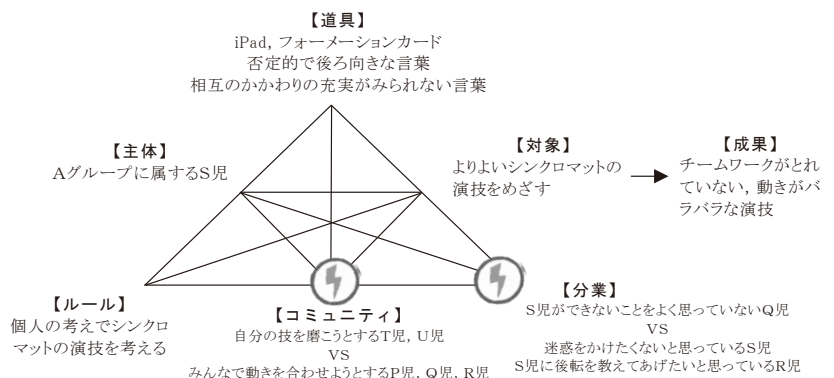 【道具】
iPad, フォーメーションカード
否定的で後ろ向きな言葉
相互のかかわりの充実がみられない言葉
【主体】
Aグループに属するS児
【対象】
よりよいシンクロマットの
演技をめざす
【成果】
チームワークがとれ
ていない, 動きがバ
ラバラな演技
【ルール】
個人の考えでシンクロ
マットの演技を考える
【コミュニティ】
自分の技を磨こうとするT児, U児
VS
みんなで動きを合わせようとするP児, Q児, R児
【分業】
S児ができないことをよく思っていないQ児
VS
迷惑をかけたくないと思っているS児
S児に後転を教えてあげたいと思っているR児